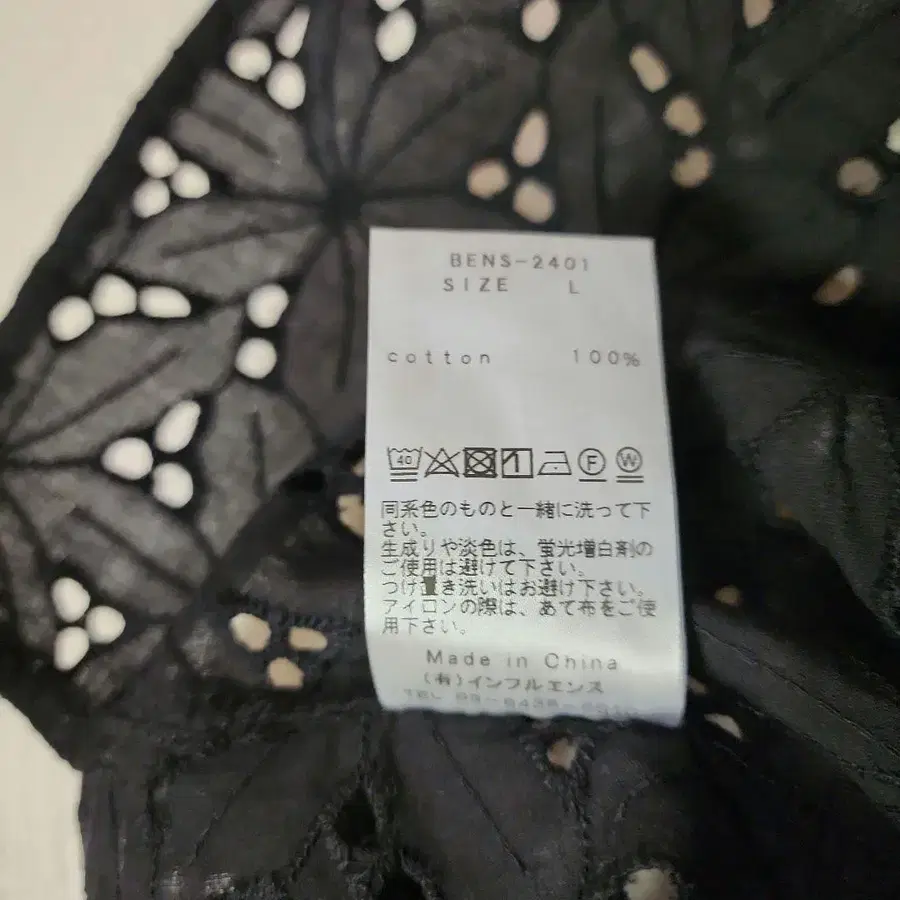 BENS-2401
SIZE L
cotton 100%
40 F W
同系色のものと一緒に洗って下
さい。
生成りや淡色は、蛍光増白剤の
ご使用は避けて下さい。
つけ置き洗いはお避け下さい。
アイロンの際は、あて布をご使
用下さい。
Made in China
(有)インフルエンス
TEL